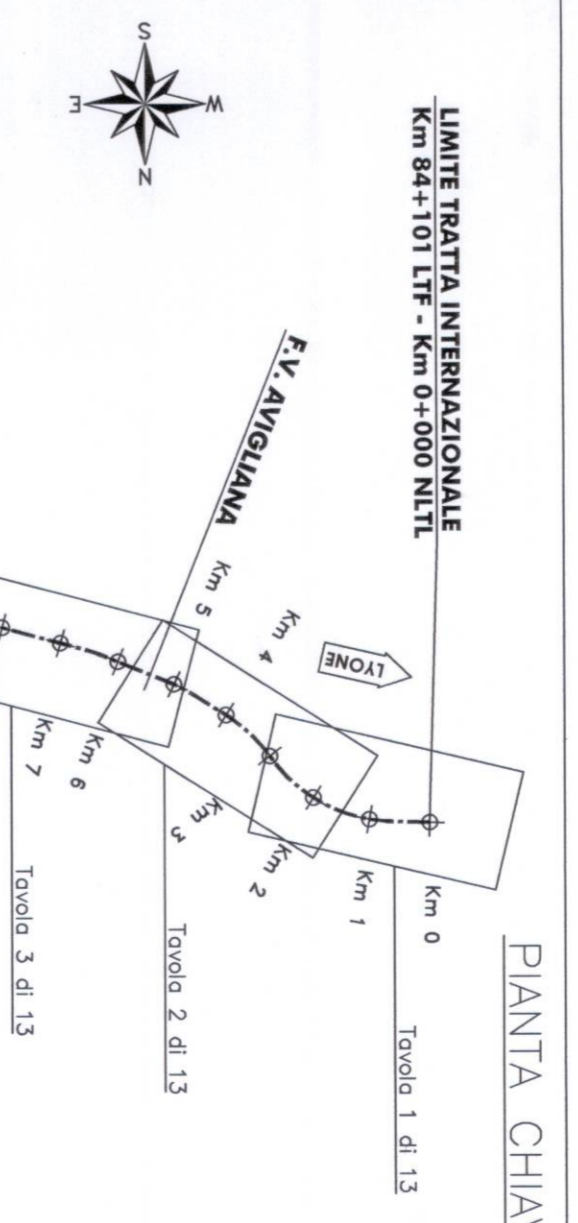 PIANTA CHIAV
LIMITE TRATTA INTERNAZIONALE
Km 84+101 LTF - Km 0+000 NLTL
F.V. AVIGLIANA
LYONE
S
W
E
N
Km 0
Km 1
Km 2
Km 3
Km 4
Km 5
Km 6
Km 7
Tavola 1 di 13
Tavola 2 di 13
Tavola 3 di 13